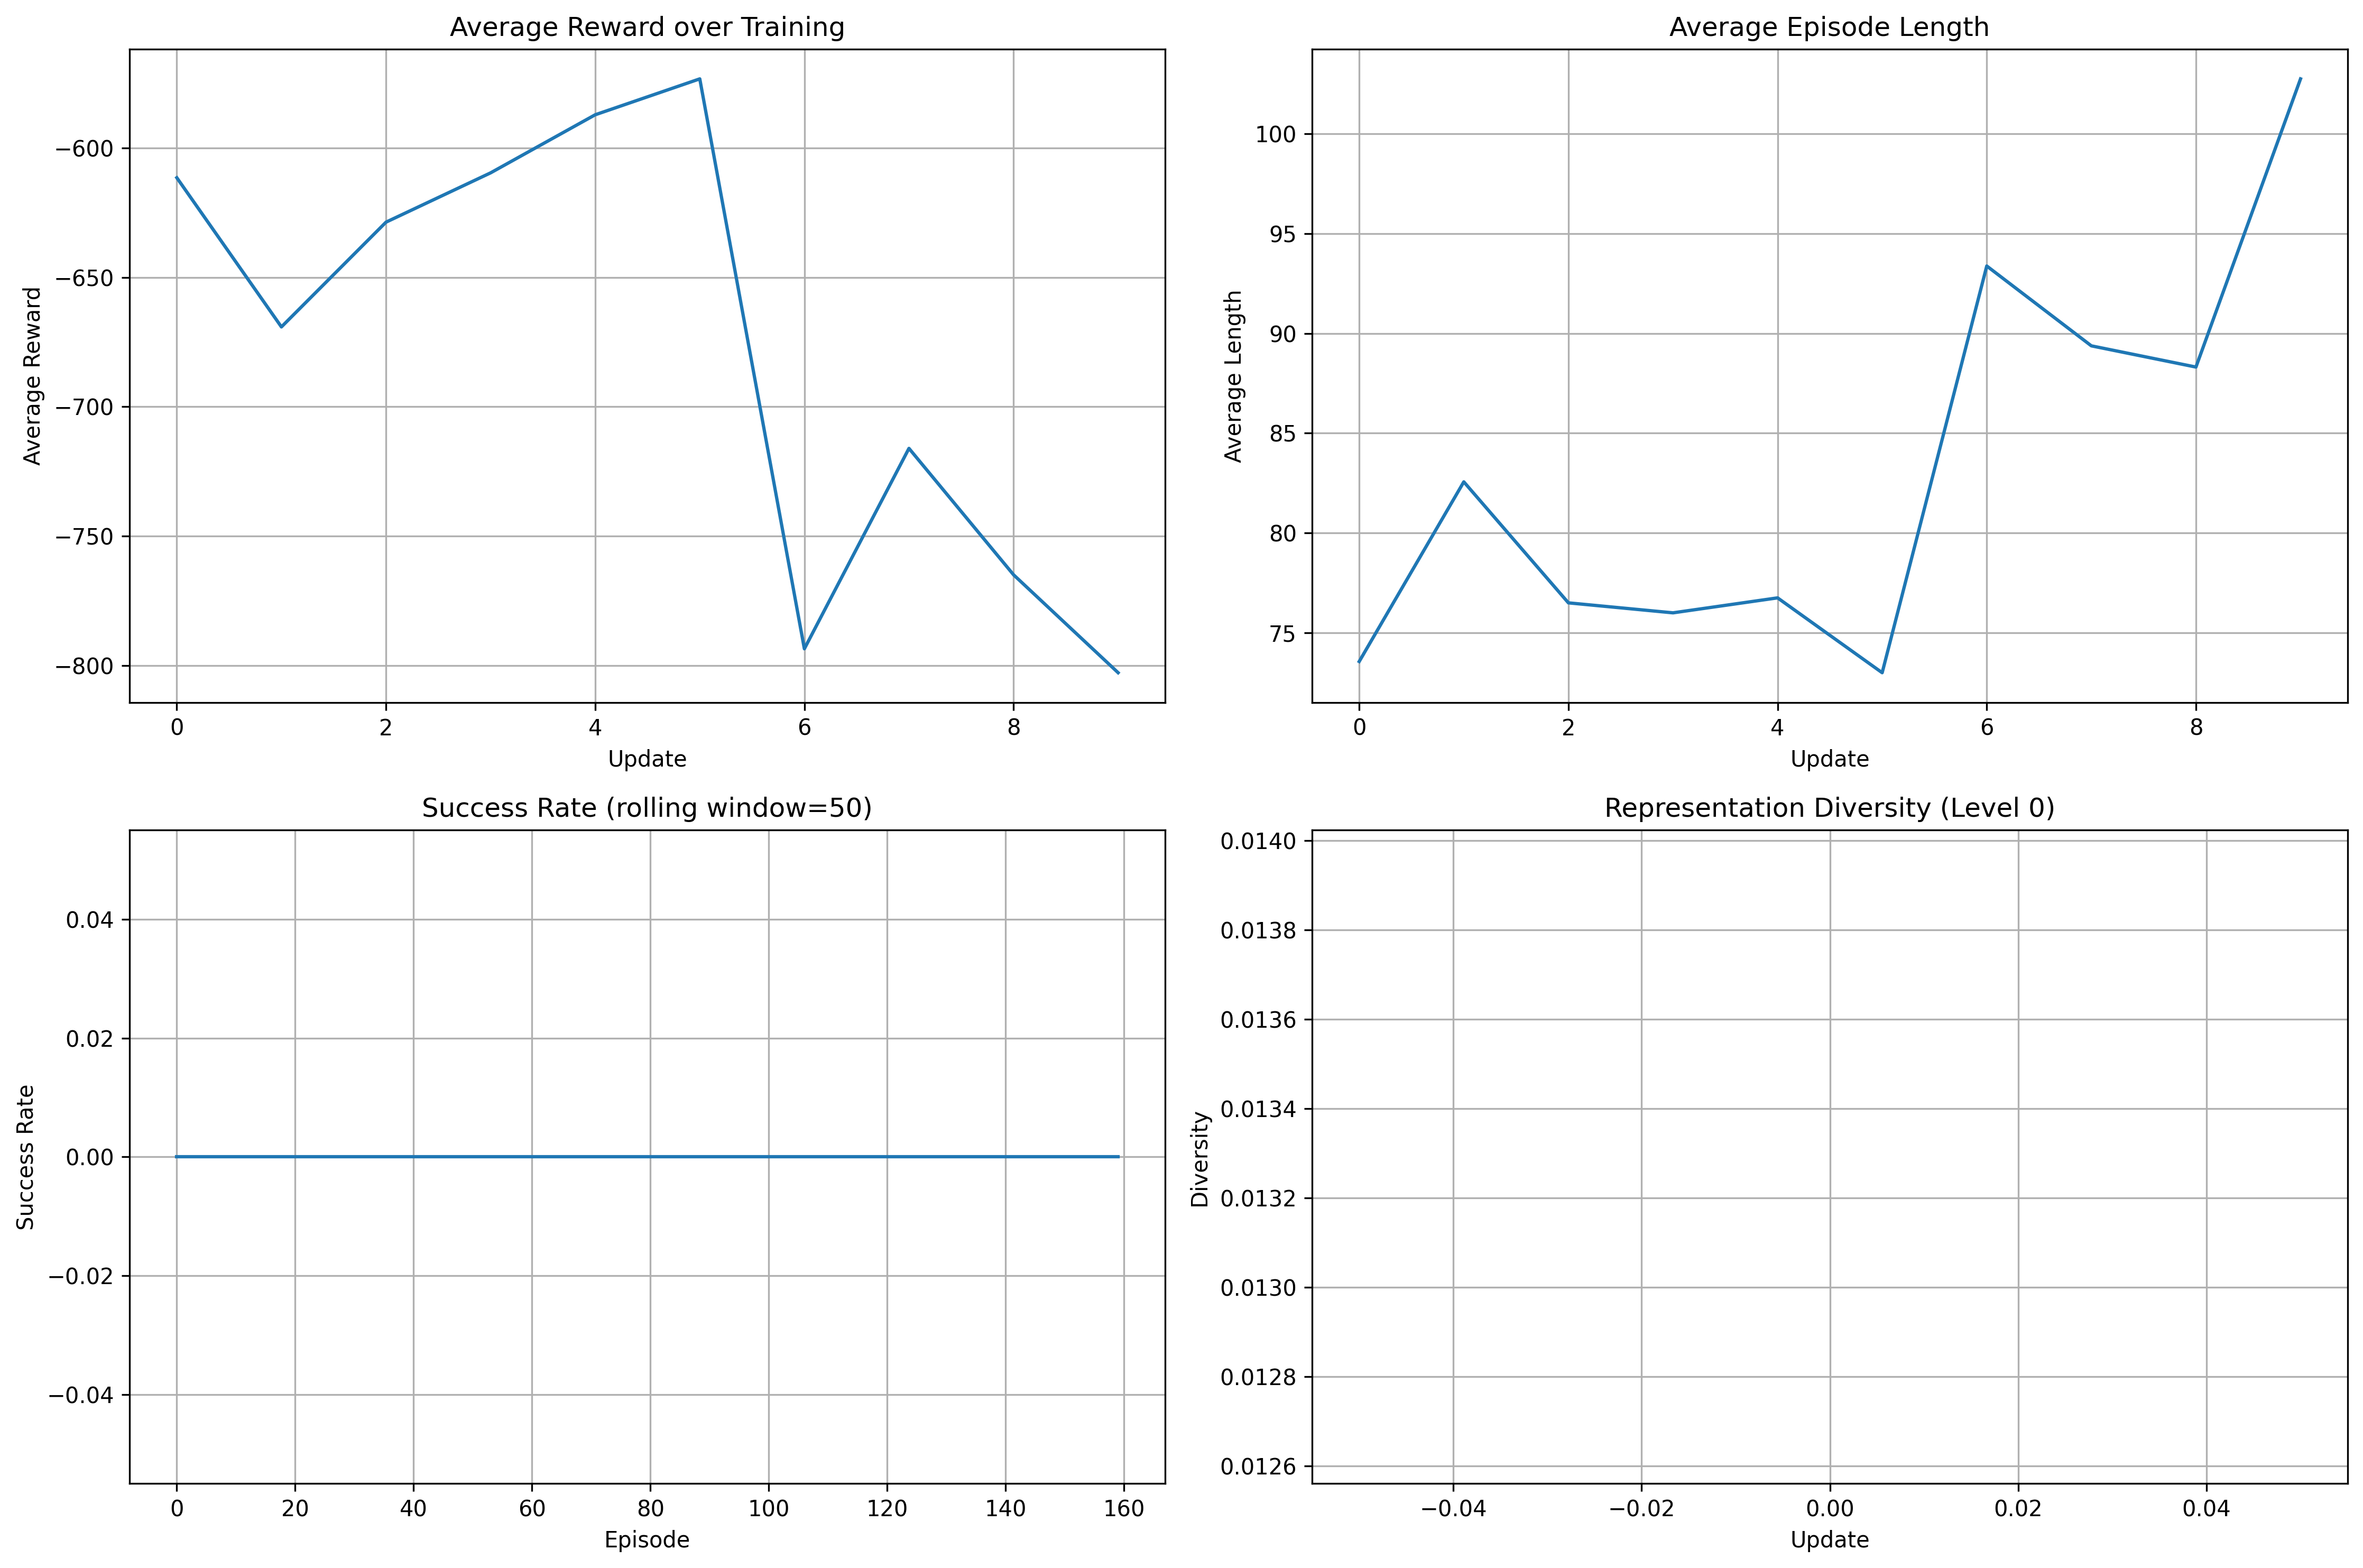 Average Reward over Training
Average Reward
−600
−650
−700
−750
−800
0 2 4 6 8
Update
Average Episode Length
Average Length
100
95
90
85
80
75
0 2 4 6 8
Update
Success Rate (rolling window=50)
Success Rate
0.04
0.02
0.00
−0.02
−0.04
0 20 40 60 80 100 120 140 160
Episode
Representation Diversity (Level 0)
Diversity
0.0140
0.0138
0.0136
0.0134
0.0132
0.0130
0.0128
0.0126
−0.04 −0.02 0.00 0.02 0.04
Update